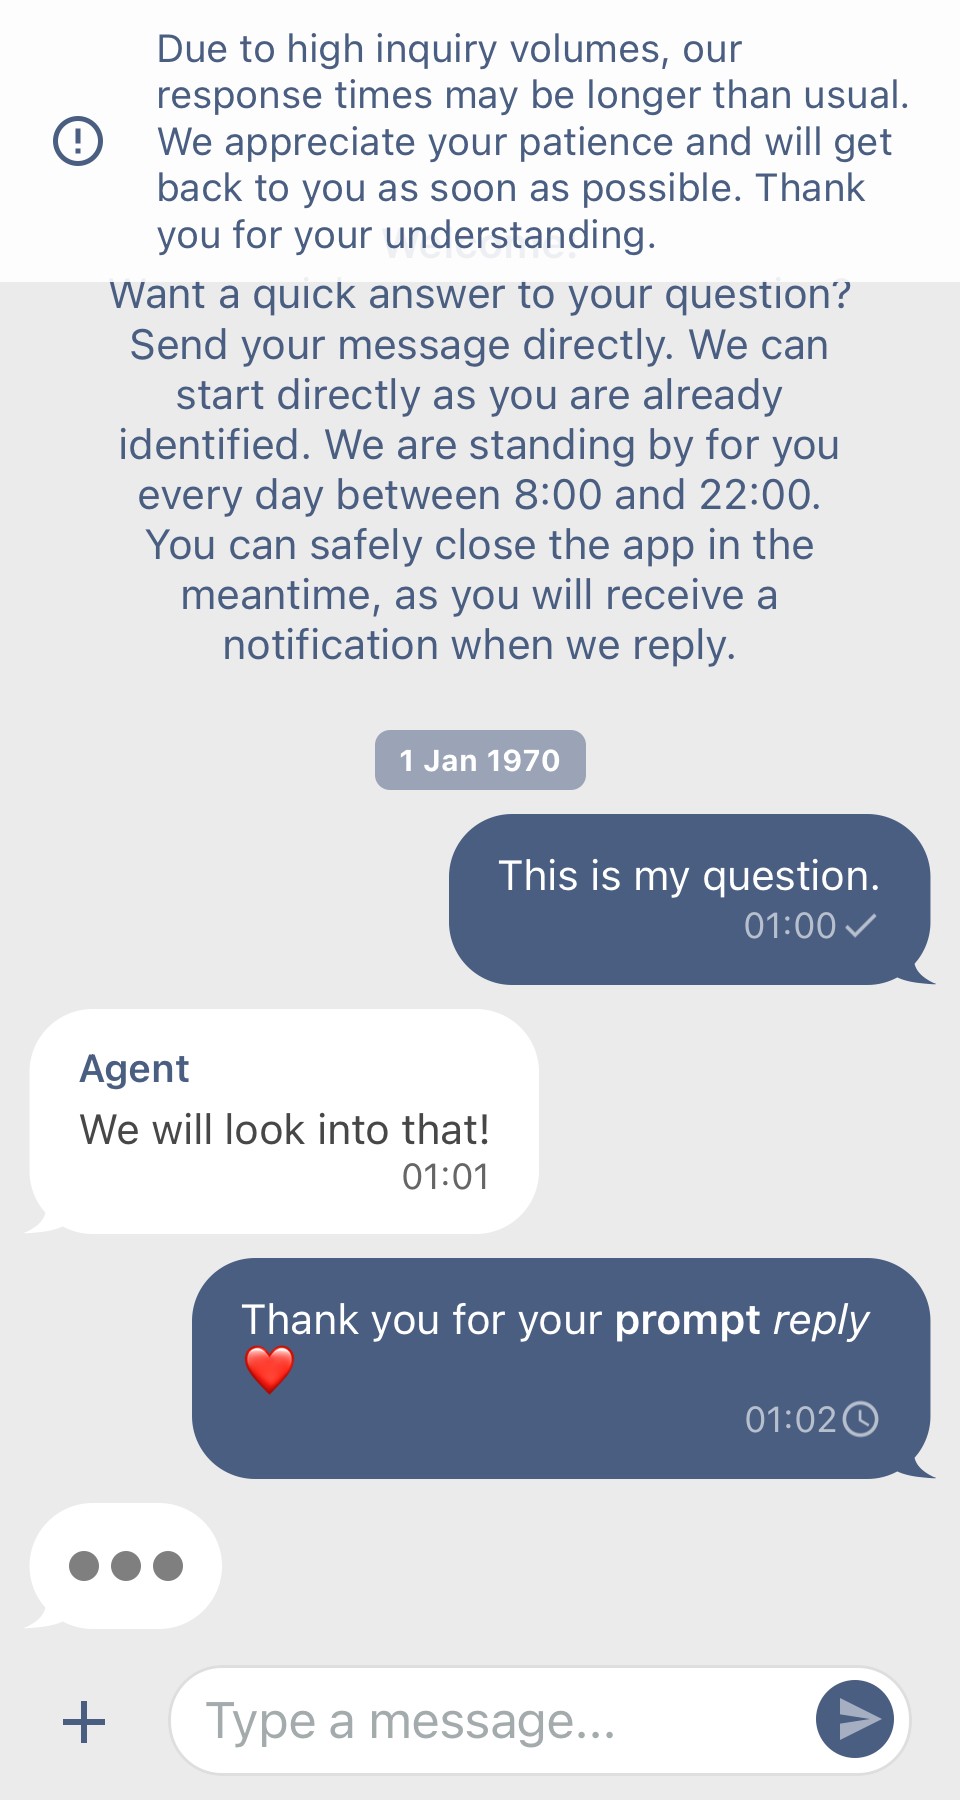 Due to high inquiry volumes, our
response times may be longer than usual.
We appreciate your patience and will get
back to you as soon as possible. Thank
you for your understanding.
Welcome!
Want a quick answer to your question?
Send your message directly. We can
start directly as you are already
identified. We are standing by for you
every day between 8:00 and 22:00.
You can safely close the app in the
meantime, as you will receive a
notification when we reply.
1 Jan 1970
This is my question.
01:00
Agent
We will look into that!
01:01
Thank you for your prompt reply
❤️
01:02
Type a message...